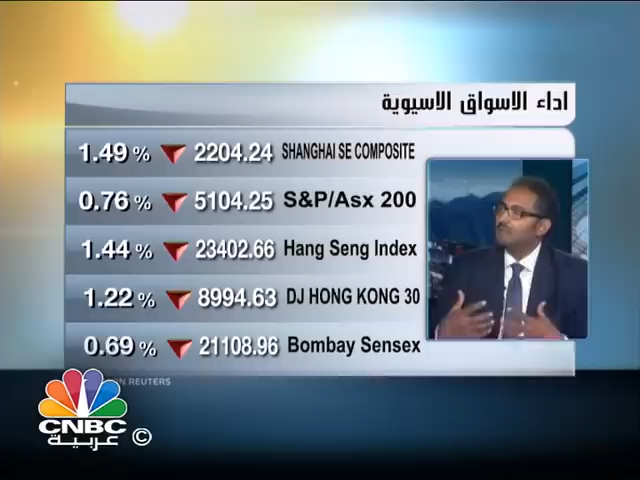 اداء الاسواق الاسيوية
1.49 % 2204.24 SHANGHAI SE COMPOSITE
0.76 % 5104.25 S&P/Asx 200
1.44 % 23402.66 Hang Seng Index
1.22 % 8994.63 DJ HONG KONG 30
0.69 % 21108.96 Bombay Sensex
REUTERS
CNBC
عربية ©